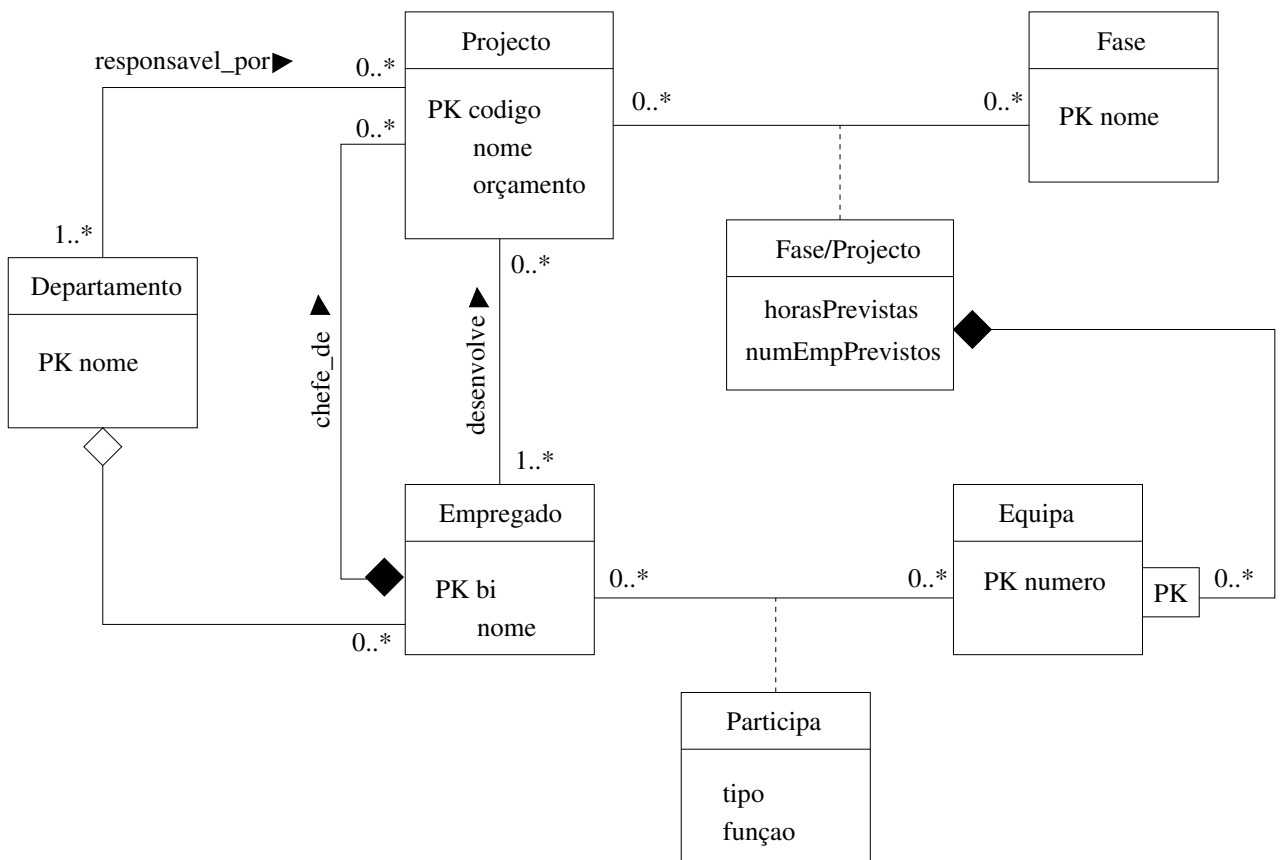 Projecto
Fase
responsavel_por
0..*
PK codigo
nome
orçamento
0..*
0..*
0..*
PK nome
1..*
Departamento
PK nome
0..*
chefe_de
desenvolve
Fase/Projecto
horasPrevistas
numEmpPrevistos
1..*
Empregado
PK bi
nome
0..*
0..*
0..*
Equipa
PK numero
PK
0..*
Participa
tipo
funçao